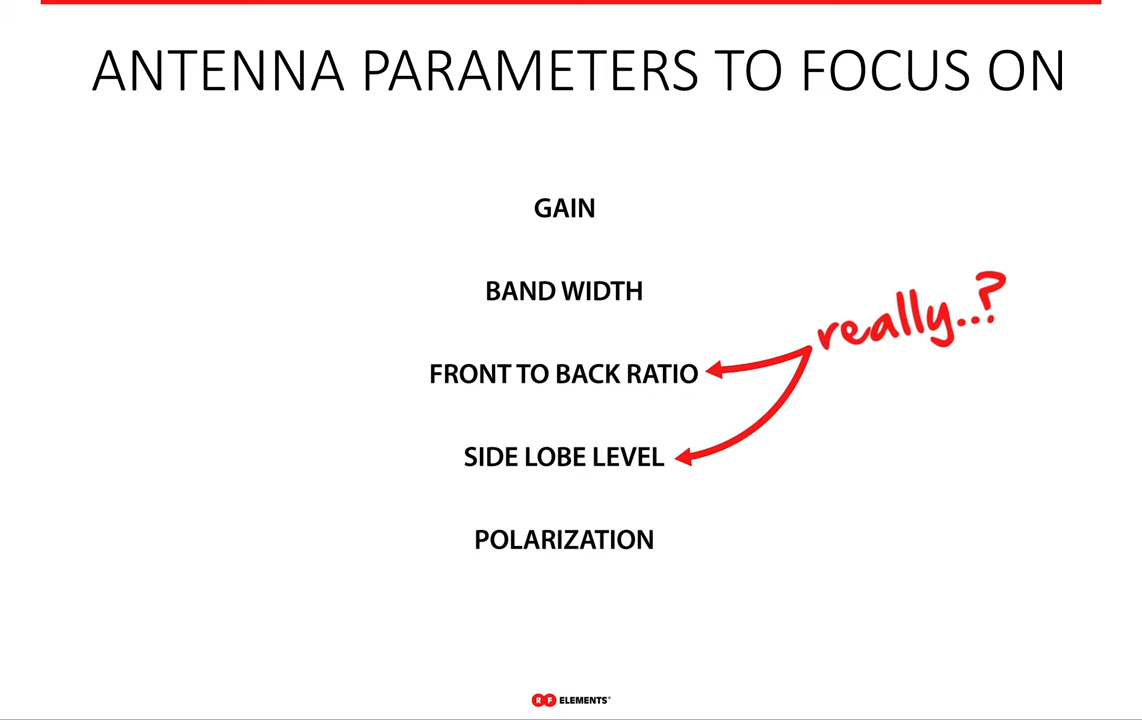 ANTENNA PARAMETERS TO FOCUS ON
GAIN
BAND WIDTH
really..?
FRONT TO BACK RATIO
SIDE LOBE LEVEL
POLARIZATION
RF ELEMENTS®